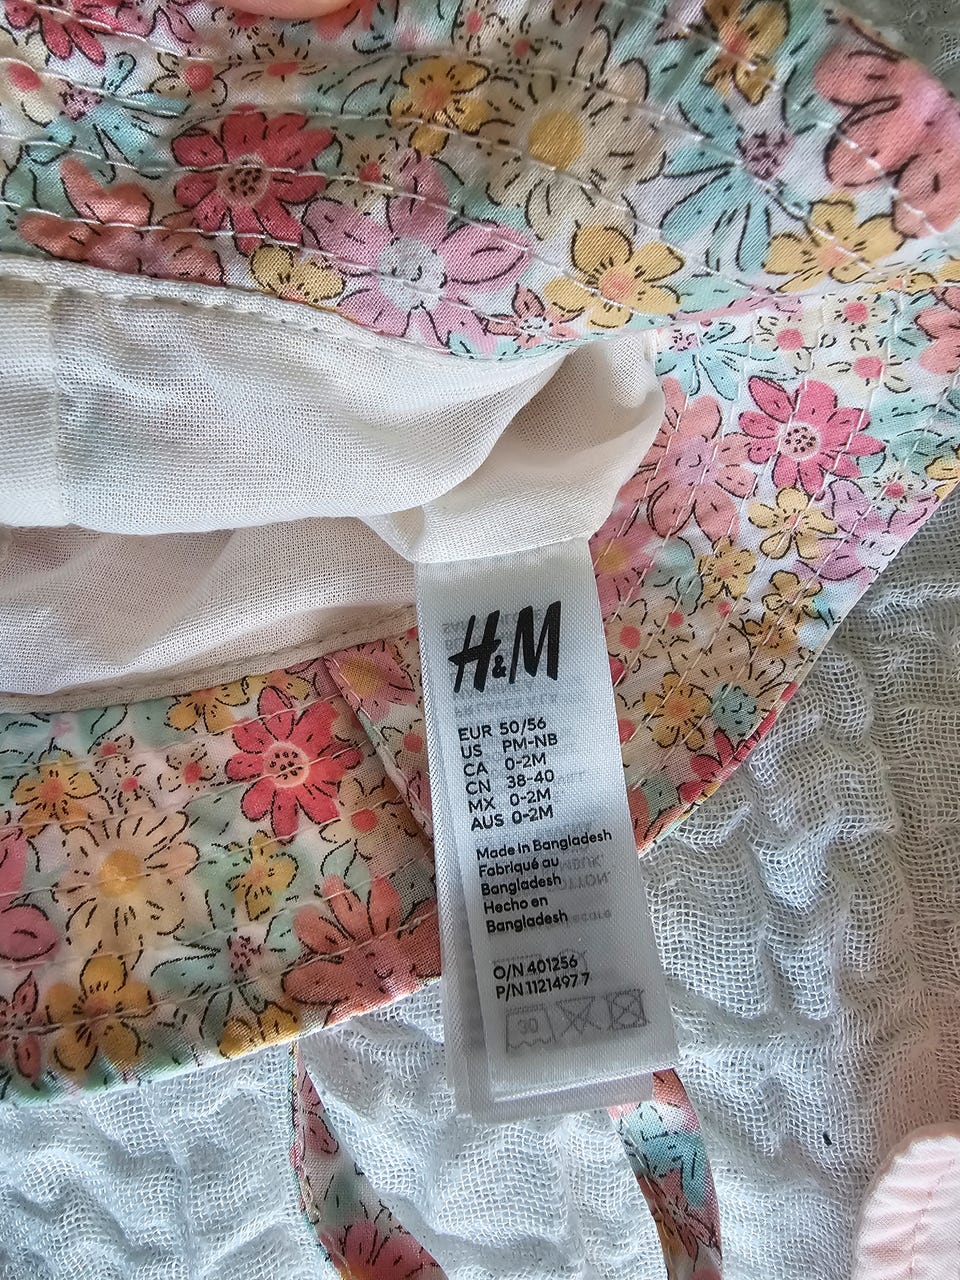 H&M
EUR 50/56
US PM-NB
CA 0-2M
CN 38-40
MX 0-2M
AUS 0-2M
Made in Bangladesh
Fabriqué au
Bangladesh
Hecho en
Bangladesh
O/N 401256
P/N 1121497 7
30